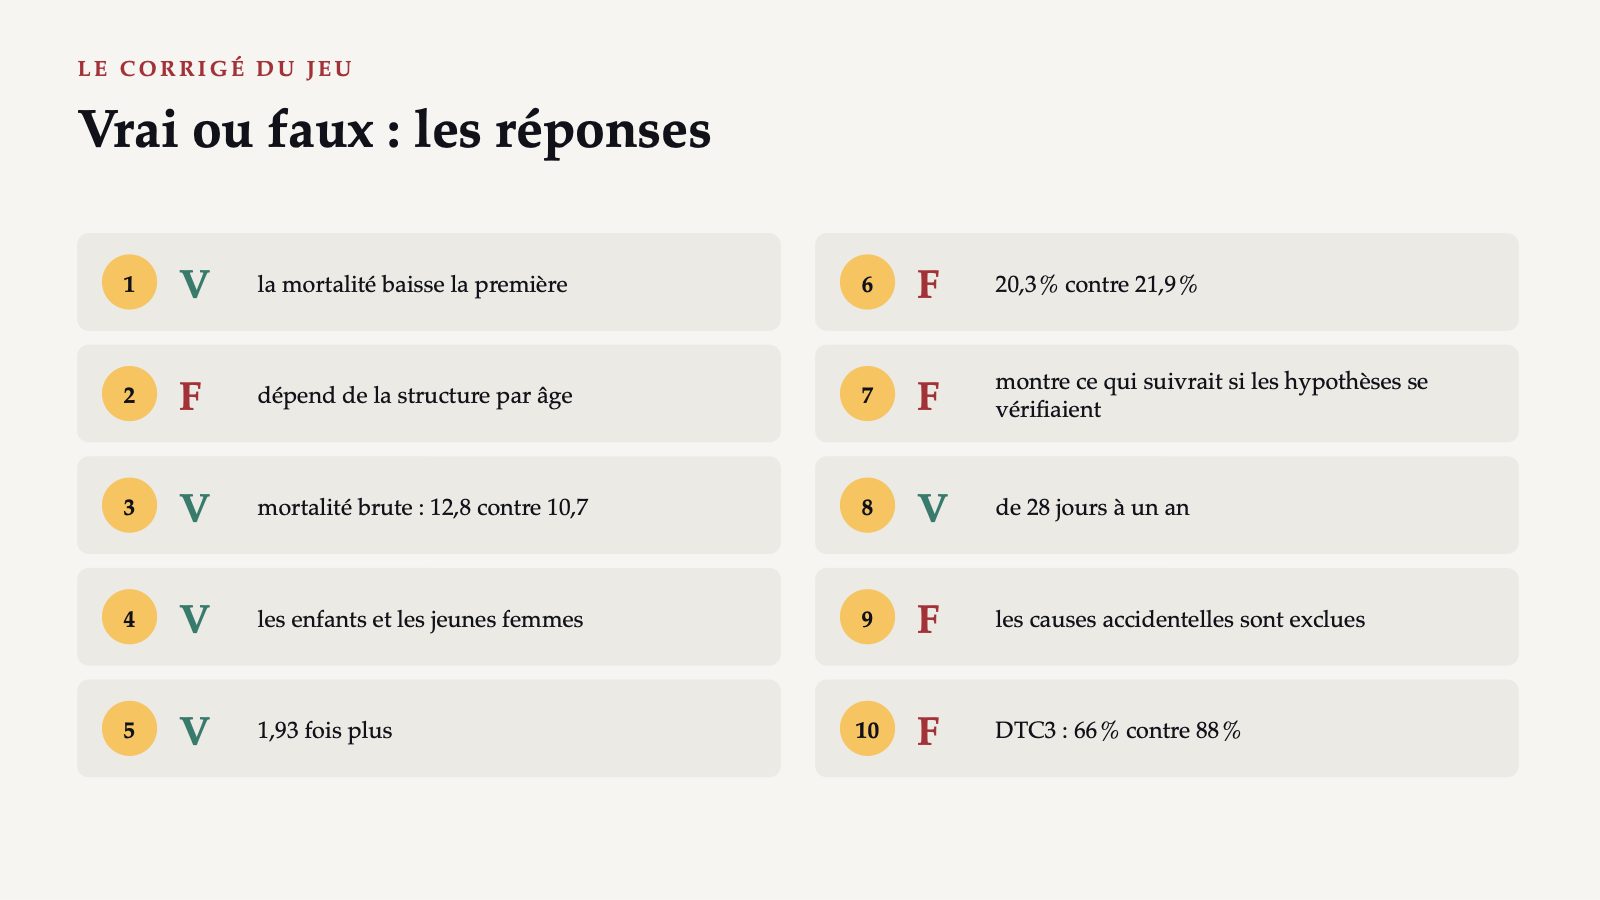 LE CORRIGÉ DU JEU
Vrai ou faux : les réponses
1 V la mortalité baisse la première
2 F dépend de la structure par âge
3 V mortalité brute : 12,8 contre 10,7
4 V les enfants et les jeunes femmes
5 V 1,93 fois plus
6 F 20,3 % contre 21,9 %
7 F montre ce qui suivrait si les hypothèses se
vérifiaient
8 V de 28 jours à un an
9 F les causes accidentelles sont exclues
10 F DTC3 : 66 % contre 88 %